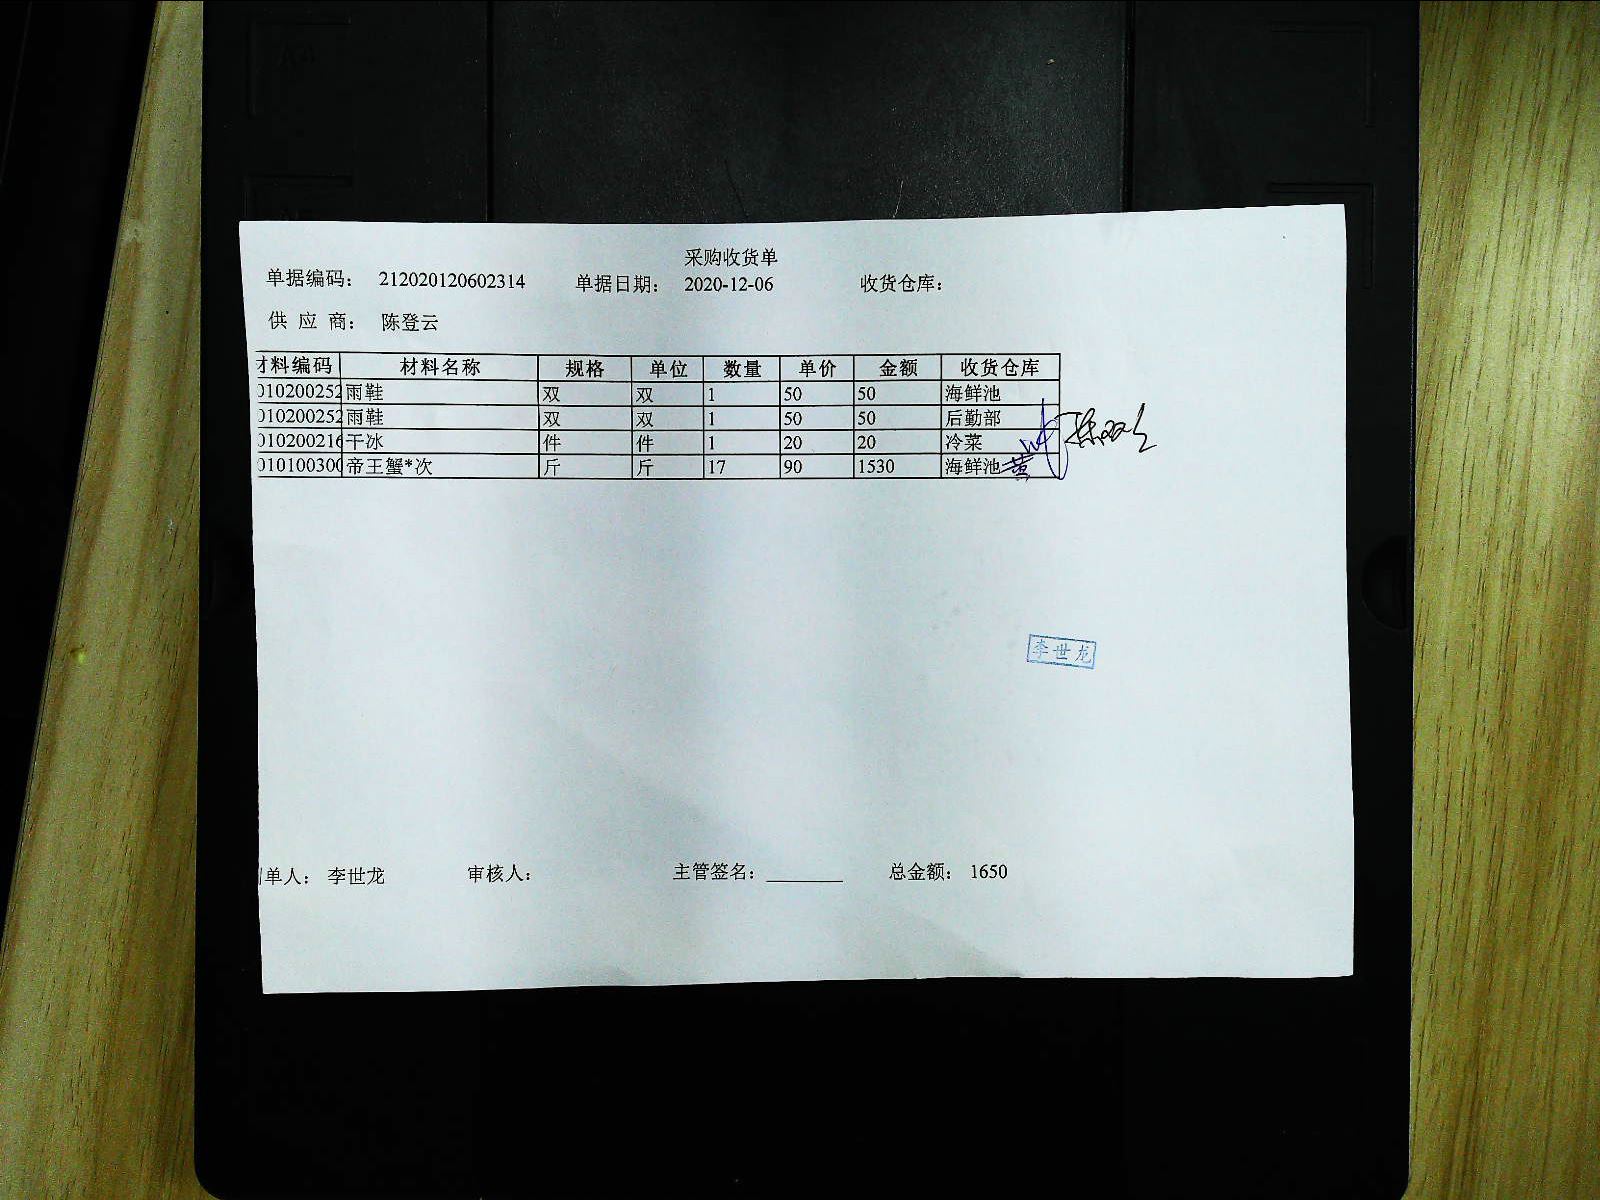 采购收货单
单据编码： 212020120602314 单据日期： 2020-12-06 收货仓库：
供 应 商： 陈登云
材料编码 材料名称 规格 单位 数量 单价 金额 收货仓库
010200252 雨鞋 双 双 1 50 50 海鲜池
010200252 雨鞋 双 双 1 50 50 后勤部
010200216 干冰 件 件 1 20 20 冷菜
010100300 帝王蟹*次 斤 斤 17 90 1530 海鲜池
李世龙
单人： 李世龙 审核人： 主管签名：________ 总金额： 1650